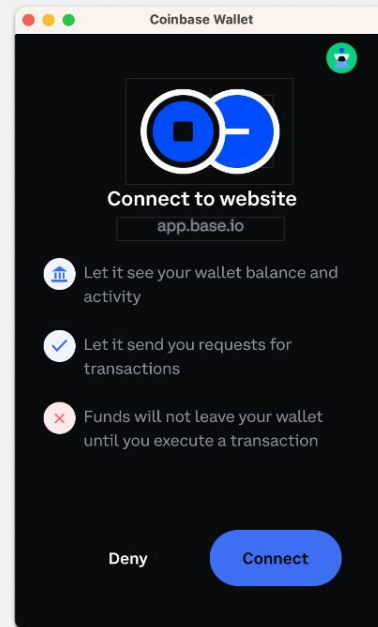 Coinbase Wallet
Connect to website
app.base.io
Let it see your wallet balance and
activity
Let it send you requests for
transactions
Funds will not leave your wallet
until you execute a transaction
Deny
Connect